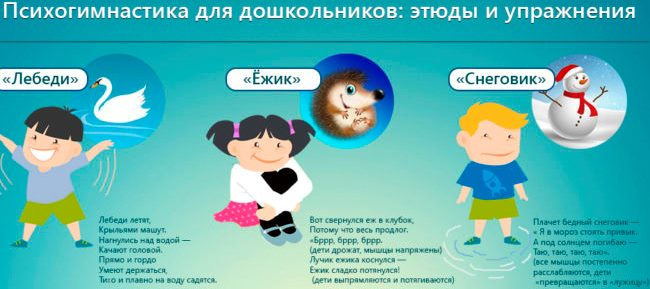 Психогимнастика для дошкольников: этюды и упражнения
«Лебеди»
Лебеди летят,
Крыльями машут.
Нагнулись над водой —
Качают головой.
Прямо и гордо
Умеют держаться,
Тихо и плавно на воду садятся.
«Ёжик»
Вот свернулся еж в клубок,
Потому что весь продлог.
«Бррр, бррр, бррр.
(дети дрожат, мышцы напряжены)
Лучик ежика коснулся —
Ежик сладко потянулся!
(дети выпрямляются и потягиваются)
«Снеговик»
Плачет бедный снеговик —
« Я в мороз стоять привык.
А под солнцем погибаю —
Таю, таю, таю, таю».
(все мышцы постепенно
расслабляются, дети
«превращаются» в «лужицу»)